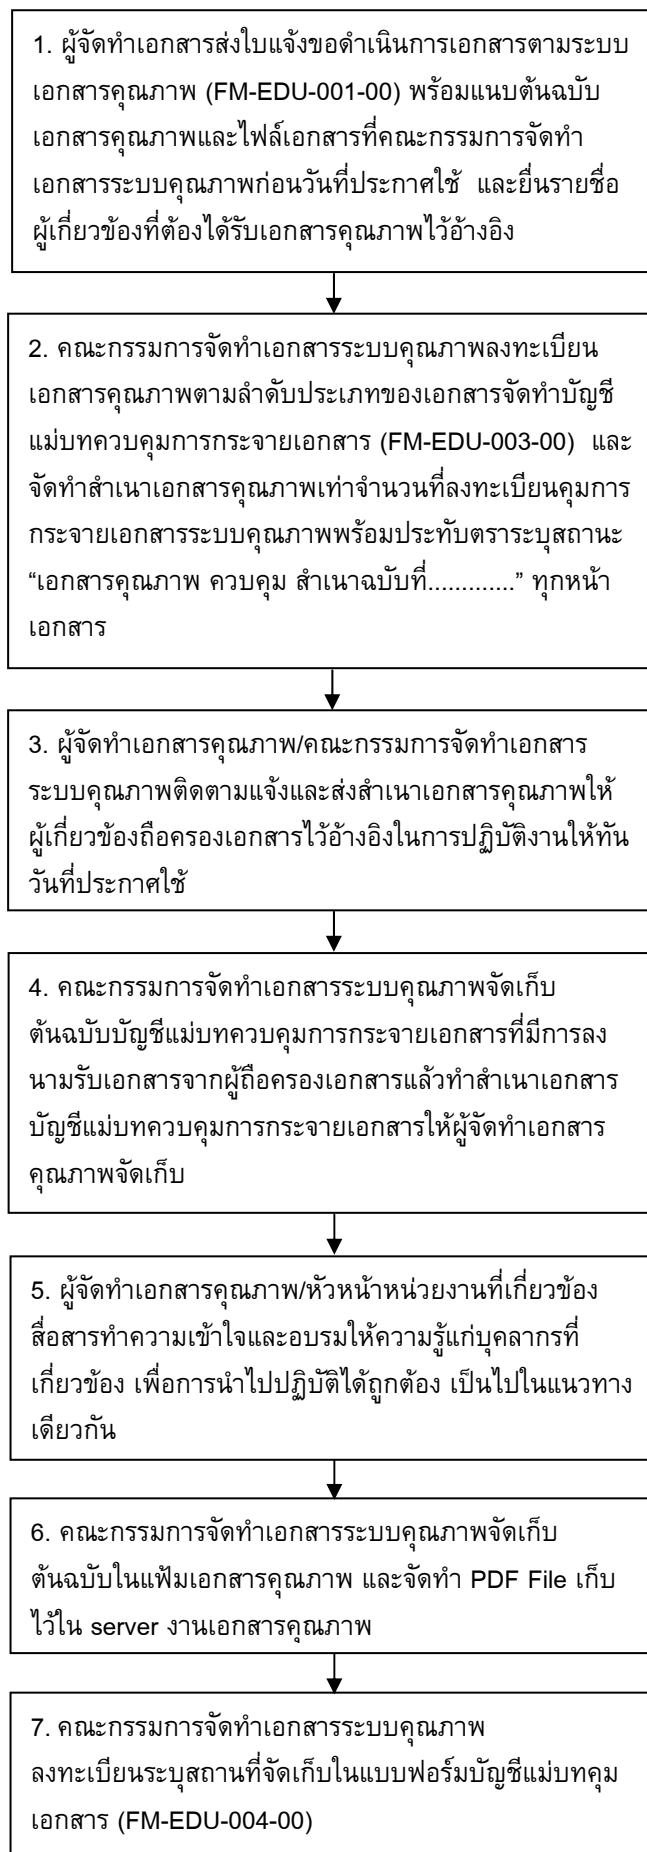 1. ผู้จัดทำเอกสารส่งใบแจ้งขอดำเนินการเอกสารตามระบบ
เอกสารคุณภาพ (FM-EDU-001-00) พร้อมแนบต้นฉบับ
เอกสารคุณภาพและไฟล์เอกสารที่คณะกรรมการจัดทำ
เอกสารระบบคุณภาพก่อนวันที่ประกาศใช้ และยื่นรายชื่อ
ผู้เกี่ยวข้องที่ต้องได้รับเอกสารคุณภาพไว้อ้างอิง
2. คณะกรรมการจัดทำเอกสารระบบคุณภาพลงทะเบียน
เอกสารคุณภาพตามลำดับประเภทของเอกสารจัดทำบัญชี
แม่บทควบคุมการกระจายเอกสาร (FM-EDU-003-00) และ
จัดทำสำเนาเอกสารคุณภาพเท่าจำนวนที่ลงทะเบียนคุมการ
กระจายเอกสารระบบคุณภาพพร้อมประทับตราระบุสถานะ
“เอกสารคุณภาพ ควบคุม สำเนาฉบับที่.............” ทุกหน้า
เอกสาร
3. ผู้จัดทำเอกสารคุณภาพ/คณะกรรมการจัดทำเอกสาร
ระบบคุณภาพติดตามแจ้งและส่งสำเนาเอกสารคุณภาพให้
ผู้เกี่ยวข้องถือครองเอกสารไว้อ้างอิงในการปฏิบัติงานให้ทัน
วันที่ประกาศใช้
4. คณะกรรมการจัดทำเอกสารระบบคุณภาพจัดเก็บ
ต้นฉบับบัญชีแม่บทควบคุมการกระจายเอกสารที่มีการลง
นามรับเอกสารจากผู้ถือครองเอกสารแล้วทำสำเนาเอกสาร
บัญชีแม่บทควบคุมการกระจายเอกสารให้ผู้จัดทำเอกสาร
คุณภาพจัดเก็บ
5. ผู้จัดทำเอกสารคุณภาพ/หัวหน้าหน่วยงานที่เกี่ยวข้อง
สื่อสารทำความเข้าใจและอบรมให้ความรู้แก่บุคลากรที่
เกี่ยวข้อง เพื่อการนำไปปฏิบัติได้ถูกต้อง เป็นไปในแนวทาง
เดียวกัน
6. คณะกรรมการจัดทำเอกสารระบบคุณภาพจัดเก็บ
ต้นฉบับในแฟ้มเอกสารคุณภาพ และจัดทำ PDF File เก็บ
ไว้ใน server งานเอกสารคุณภาพ
7. คณะกรรมการจัดทำเอกสารระบบคุณภาพ
ลงทะเบียนระบุสถานที่จัดเก็บในแบบฟอร์มบัญชีแม่บทคุม
เอกสาร (FM-EDU-004-00)